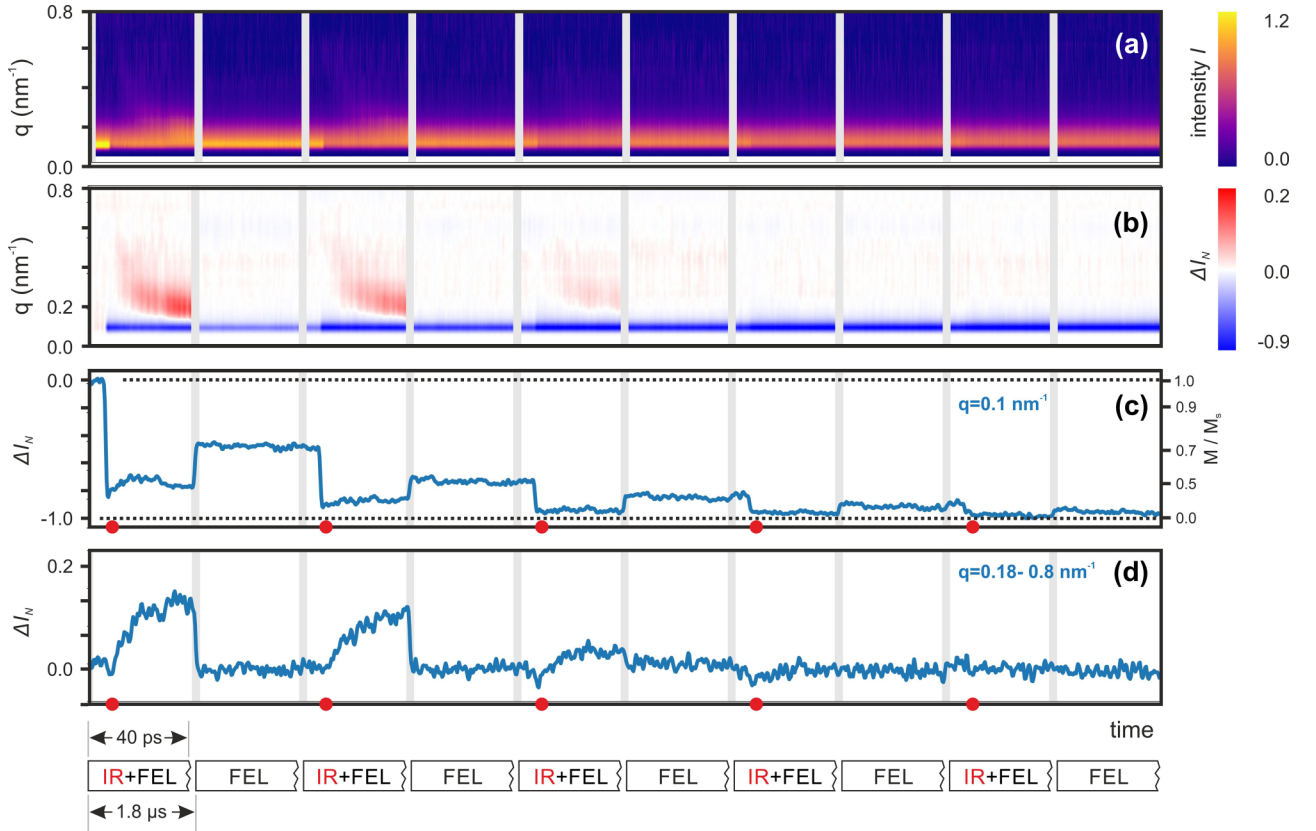 0.8
(a)
q (nm⁻¹)
0.0
1.2
intensity I
0.0
0.8
(b)
q (nm⁻¹)
0.2
0.0
0.2
0.0
ΔI_N
-0.9
0.0
q=0.1 nm⁻¹
(c)
ΔI_N
-1.0
1.0
0.9
0.7
0.5
0.0
M / Mₛ
0.2
q=0.18- 0.8 nm⁻¹
(d)
ΔI_N
0.0
time
40 ps
IR+FEL FEL IR+FEL FEL IR+FEL FEL IR+FEL FEL IR+FEL FEL
1.8 µs